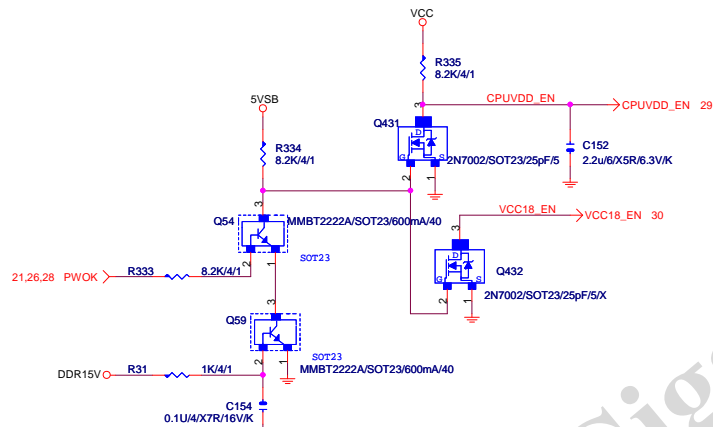 VCC
R335
8.2K/4/1
CPUVDD_EN
CPUVDD_EN 29
3
Q431
D
G
S
2N7002/SOT23/25pF/5
2
1
C152
2.2u/6/X5R/6.3V/K
5VSB
R334
8.2K/4/1
3
Q54
MMBT2222A/SOT23/600mA/40
SOT23
2
1
VCC18_EN
VCC18_EN 30
3
D
G
S
Q432
2N7002/SOT23/25pF/5/X
2
1
21,26,28 PWOK
R333
8.2K/4/1
3
Q59
SOT23
MMBT2222A/SOT23/600mA/40
2
1
DDR15V
R31
1K/4/1
C154
0.1U/4/X7R/16V/K
Giga